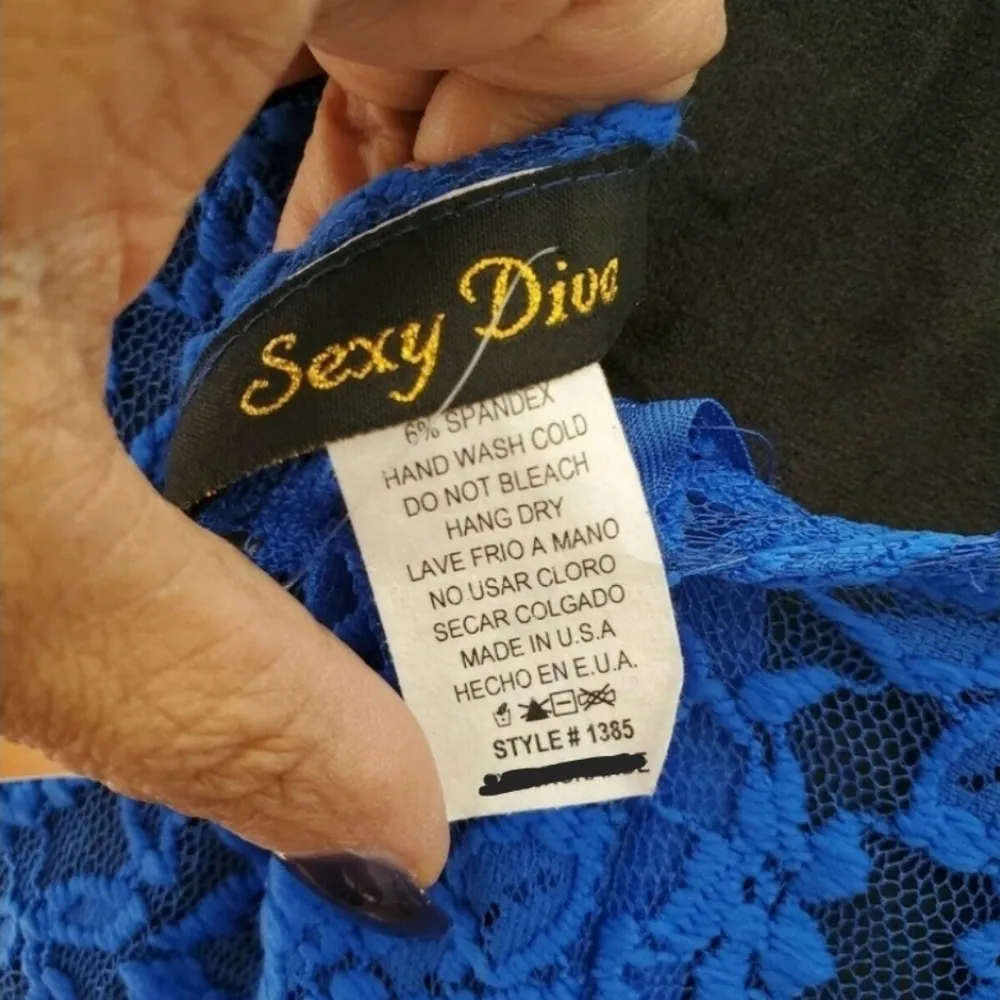 Sexy Diva
6% SPANDEX
HAND WASH COLD
DO NOT BLEACH
HANG DRY
LAVE FRIO A MANO
NO USAR CLORO
SECAR COLGADO
MADE IN U.S.A
HECHO EN E.U.A.
STYLE # 1385